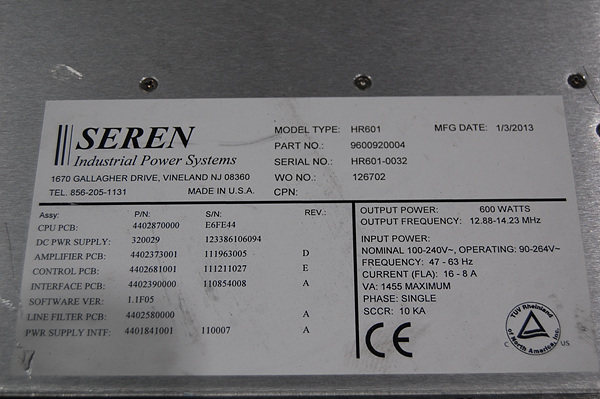 SEREN
Industrial Power Systems
1670 GALLAGHER DRIVE, VINELAND NJ 08360
TEL. 856-205-1131 MADE IN U.S.A.
MODEL TYPE: HR601 MFG DATE: 1/3/2013
PART NO.: 9600920004
SERIAL NO.: HR601-0032
WO NO.: 126702
CPN:
Assy: P/N: S/N: REV.:
CPU PCB: 4402870000 E6FE44
DC PWR SUPPLY: 320029 123386106094
AMPLIFIER PCB: 4402373001 111963005 D
CONTROL PCB: 4402681001 111211027 E
INTERFACE PCB: 4402390000 110854008 A
SOFTWARE VER: 1.1F05
LINE FILTER PCB: 4402580000 A
PWR SUPPLY INTF: 4401841001 110007 A
OUTPUT POWER: 600 WATTS
OUTPUT FREQUENCY: 12.88-14.23 MHz
INPUT POWER:
NOMINAL 100-240V~, OPERATING: 90-264V~
FREQUENCY: 47 - 63 Hz
CURRENT (FLA) 16 - 8 A
VA: 1455 MAXIMUM
PHASE: SINGLE
SCCR: 10 KA
CE
TUV Rheinland
of North America, Inc.
C US